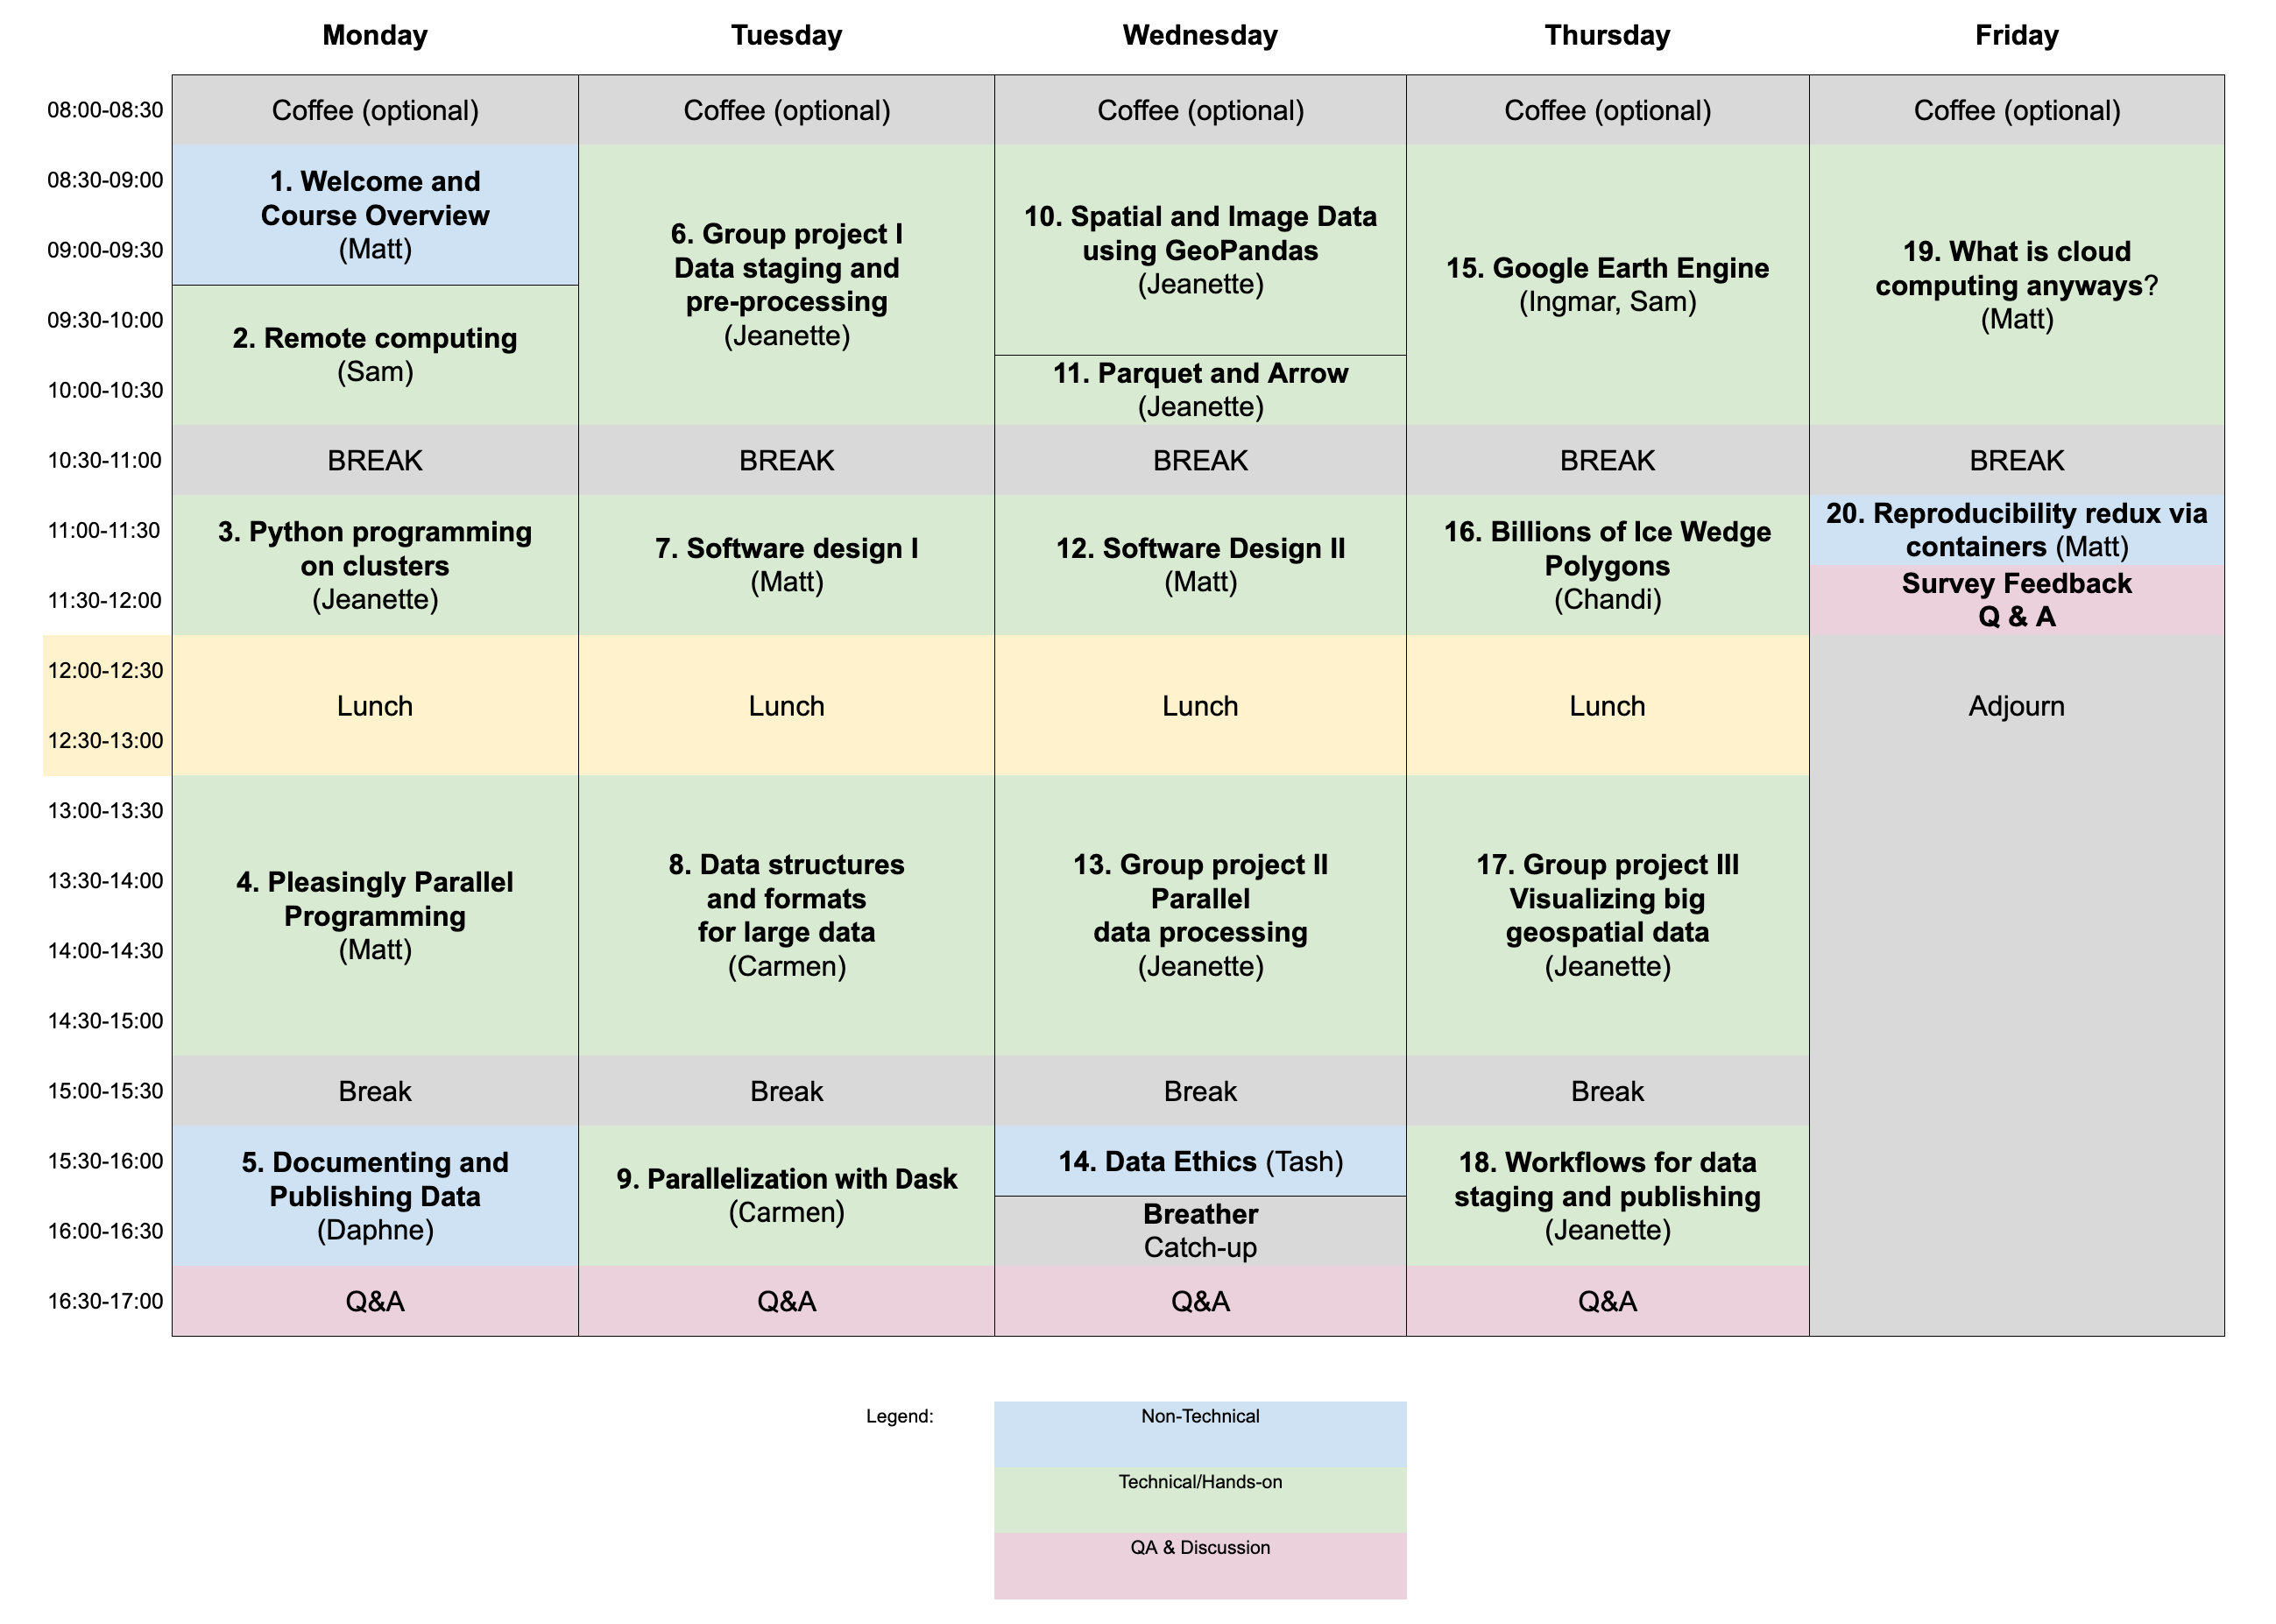 Monday
Tuesday
Wednesday
Thursday
Friday
08:00-08:30
Coffee (optional)
Coffee (optional)
Coffee (optional)
Coffee (optional)
Coffee (optional)
08:30-09:00
09:00-09:30
09:30-10:00
10:00-10:30
1. Welcome and
Course Overview
(Matt)
2. Remote computing
(Sam)
6. Group project I
Data staging and
pre-processing
(Jeanette)
10. Spatial and Image Data
using GeoPandas
(Jeanette)
11. Parquet and Arrow
(Jeanette)
15. Google Earth Engine
(Ingmar, Sam)
19. What is cloud
computing anyways?
(Matt)
10:30-11:00
BREAK
BREAK
BREAK
BREAK
BREAK
11:00-11:30
11:30-12:00
3. Python programming
on clusters
(Jeanette)
7. Software design I
(Matt)
12. Software Design II
(Matt)
16. Billions of Ice Wedge
Polygons
(Chandi)
20. Reproducibility redux via
containers (Matt)
Survey Feedback
Q & A
12:00-12:30
12:30-13:00
Lunch
Lunch
Lunch
Lunch
Adjourn
13:00-13:30
13:30-14:00
14:00-14:30
14:30-15:00
4. Pleasingly Parallel
Programming
(Matt)
8. Data structures
and formats
for large data
(Carmen)
13. Group project II
Parallel
data processing
(Jeanette)
17. Group project III
Visualizing big
geospatial data
(Jeanette)
15:00-15:30
Break
Break
Break
Break
15:30-16:00
16:00-16:30
5. Documenting and
Publishing Data
(Daphne)
9. Parallelization with Dask
(Carmen)
14. Data Ethics (Tash)
Breather
Catch-up
18. Workflows for data
staging and publishing
(Jeanette)
16:30-17:00
Q&A
Q&A
Q&A
Q&A
Legend:
Non-Technical
Technical/Hands-on
QA & Discussion